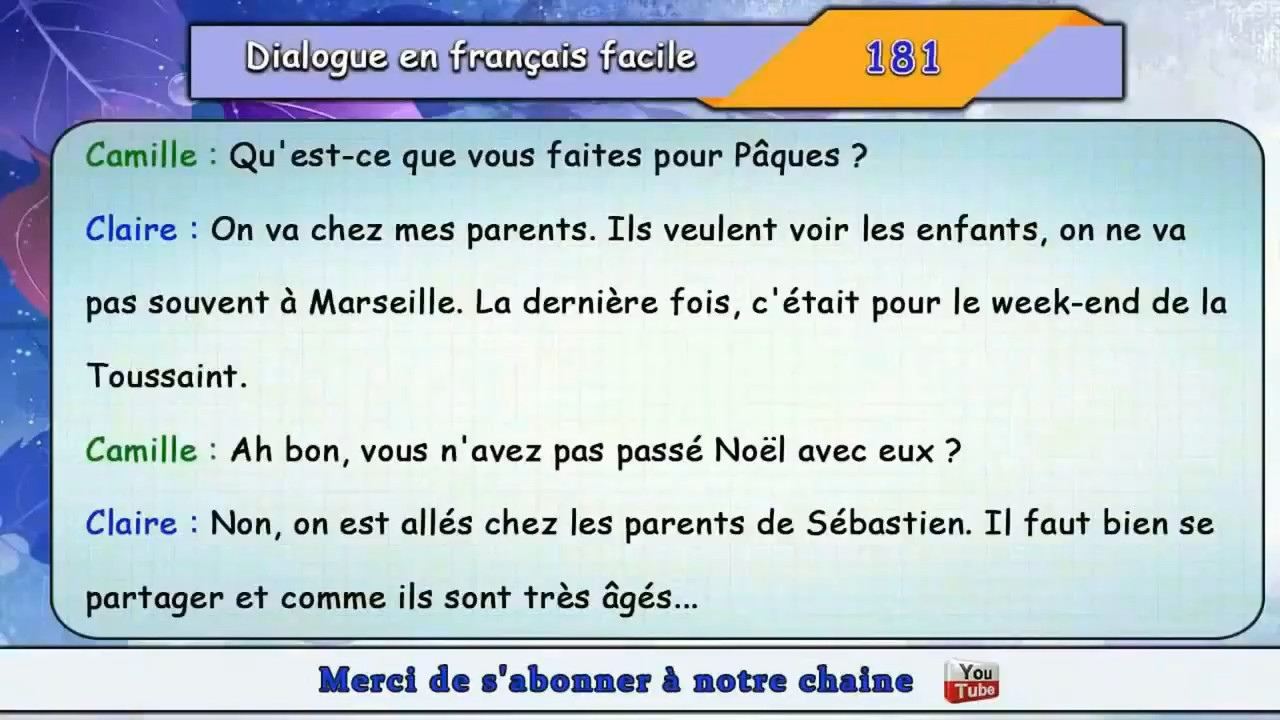 Dialogue en français facile 181
Camille : Qu'est-ce que vous faites pour Pâques ?
Claire : On va chez mes parents. Ils veulent voir les enfants, on ne va
pas souvent à Marseille. La dernière fois, c'était pour le week-end de la
Toussaint.
Camille : Ah bon, vous n'avez pas passé Noël avec eux ?
Claire : Non, on est allés chez les parents de Sébastien. Il faut bien se
partager et comme ils sont très âgés...
Merci de s'abonner à notre chaine You
Tube